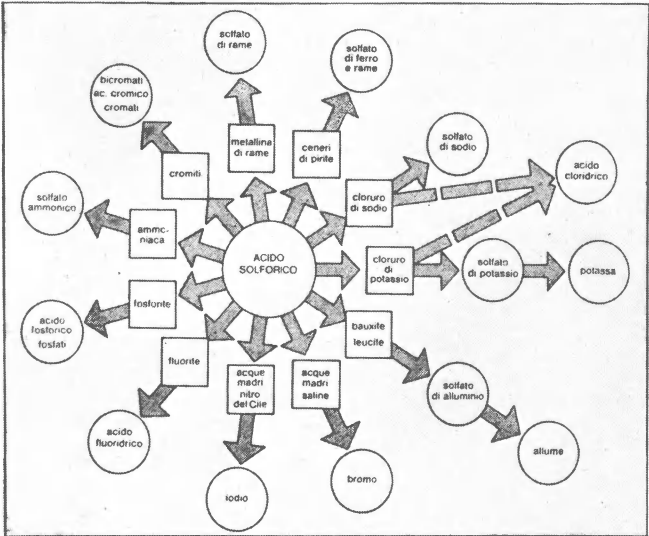 solfato
di rame
solfato
di ferro
e rame
bicromati
ac. cromico
cromati
metallina
di rame
ceneri
di pirite
solfato
di sodio
acido
cloridrico
cromiti
cloruro
di sodio
solfato
ammonico
ammo-
niaca
ACIDO
SOLFORICO
cloruro
di
potassio
solfato
di potassio
potassa
fosforite
acido
fosforico
fosfati
bauxite
leucite
fluorite
acque
madri
nitro
del Cile
acque
madri
saline
solfato
di alluminio
acido
fluoridrico
allume
iodio
bromo